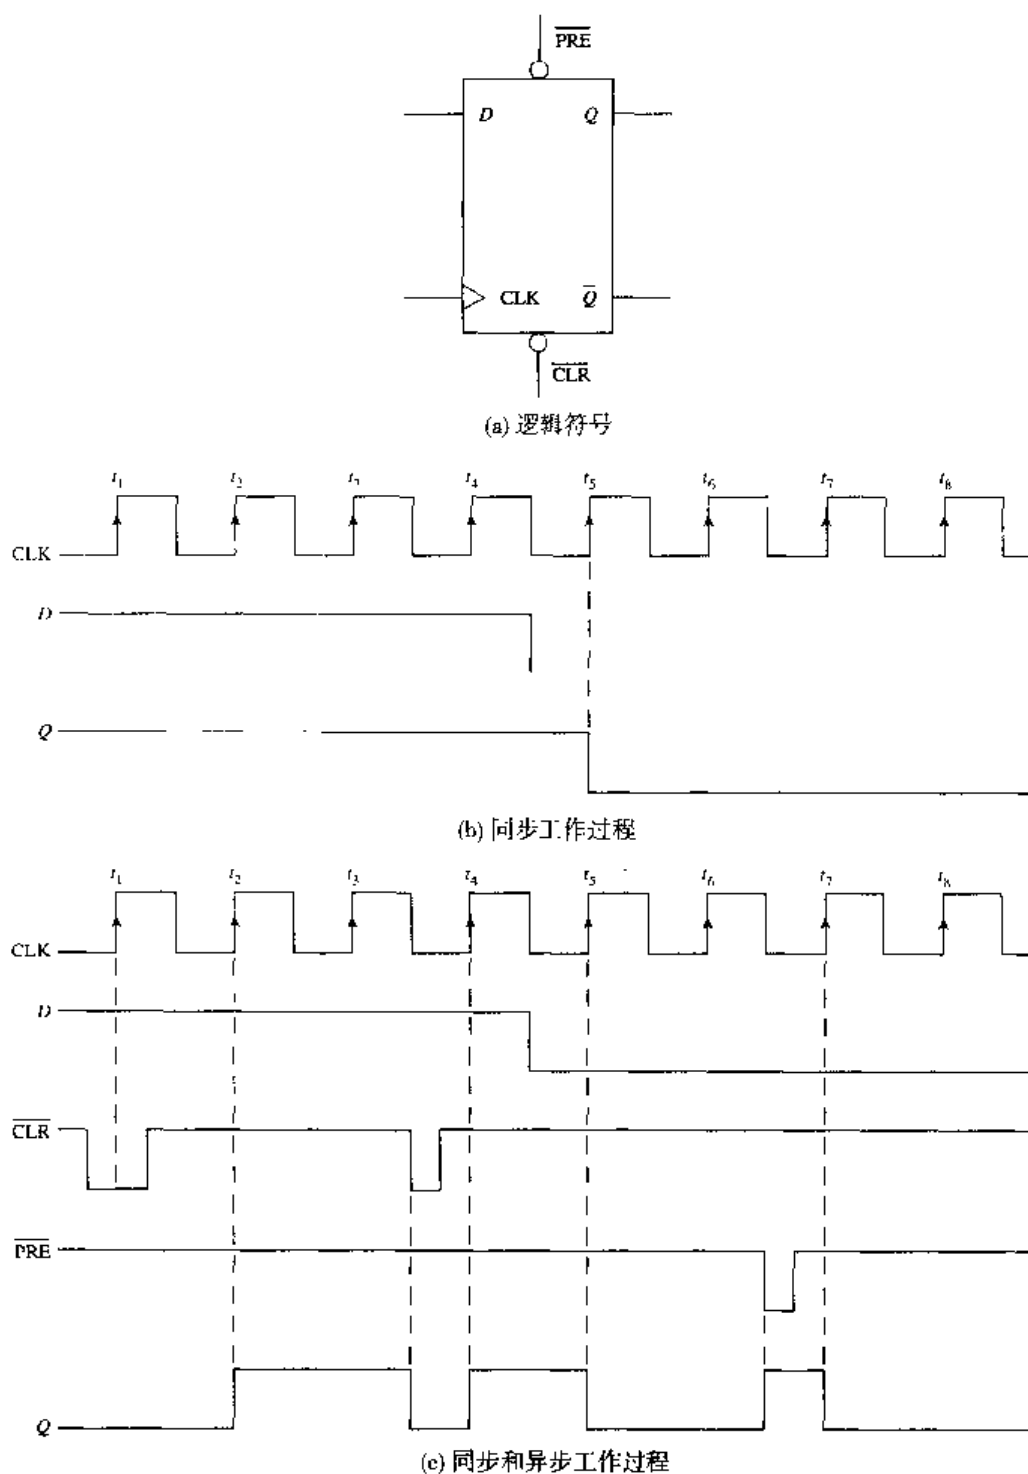 PRE
D Q
CLK Q
CLR
(a) 逻辑符号
t1 t2 t7 t4 t5 t6 t7 t8
CLK
D
Q
(b) 同步工作过程
t1 t2 t3 t4 t5 t6 t7 t8
CLK
D
CLR
PRE
Q
(c) 同步和异步工作过程